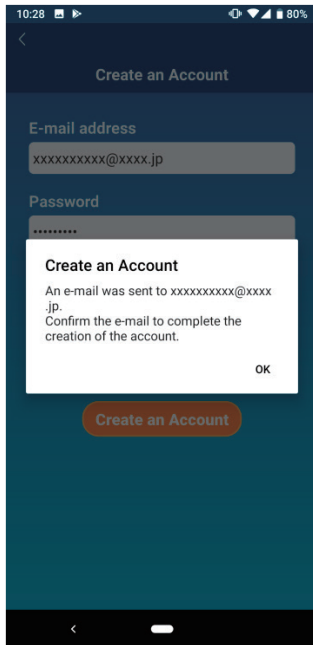 10:28 80%
Create an Account
E-mail address
xxxxxxxxxx@xxxx.jp
Password
•••••••••
Create an Account
An e-mail was sent to xxxxxxxxxx@xxxx
.jp.
Confirm the e-mail to complete the
creation of the account.
OK
Create an Account